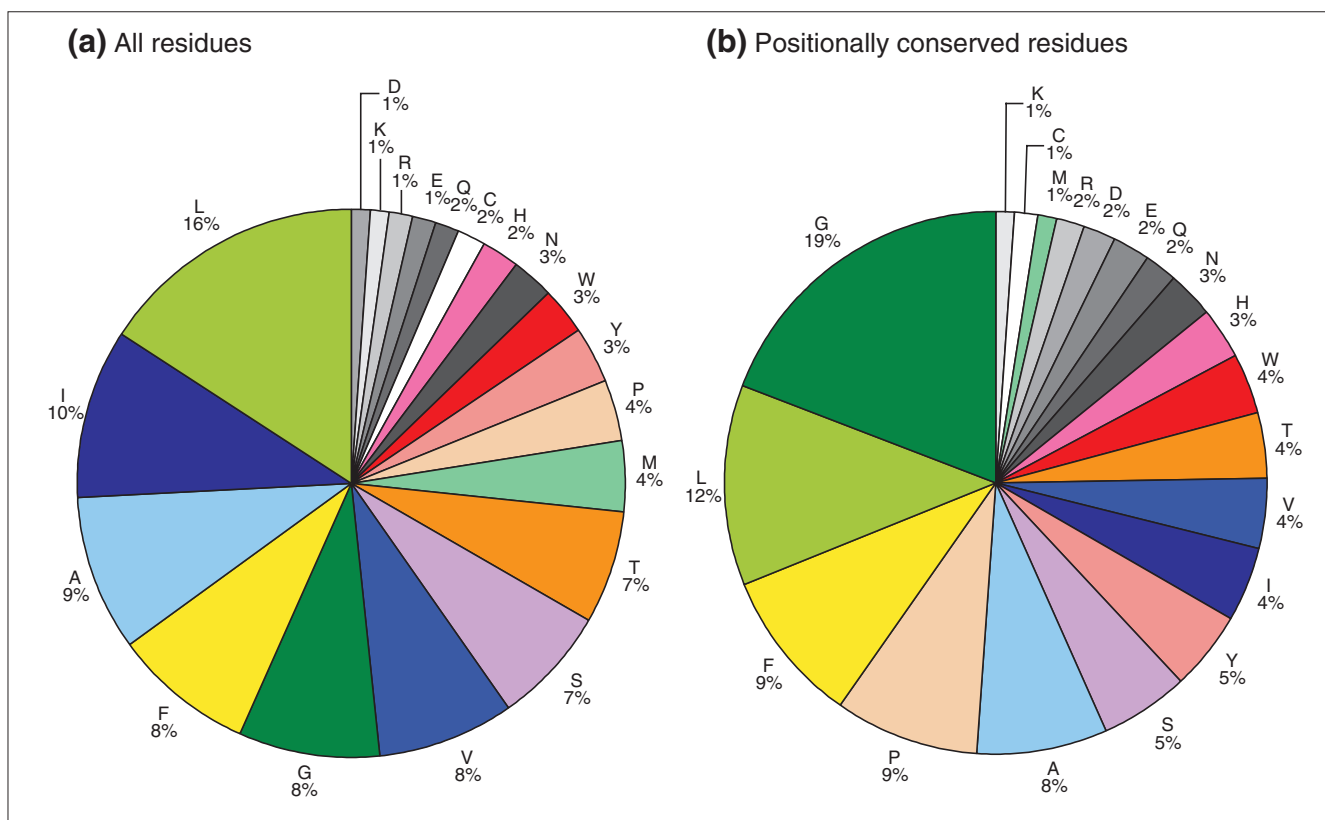 (a) All residues
D
1%
K
1%
R
1%
E
1%
Q
2%
C
2%
H
2%
N
3%
W
3%
Y
3%
P
4%
M
4%
T
7%
S
7%
V
8%
G
8%
F
8%
A
9%
I
10%
L
16%
(b) Positionally conserved residues
K
1%
C
1%
M
1%
R
2%
D
2%
E
2%
Q
2%
N
3%
H
3%
W
4%
T
4%
V
4%
I
4%
Y
5%
S
5%
A
8%
P
9%
F
9%
L
12%
G
19%